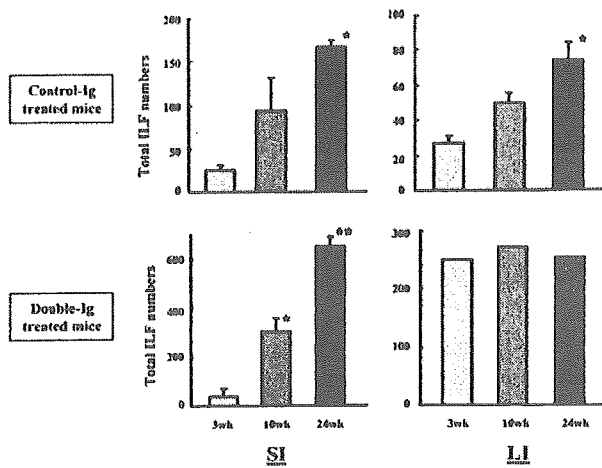 Control-Ig
treated mice
Total ILF numbers
200
150
100
50
0
*
100
80
60
40
20
0
*
Double-Ig
treated mice
Total ILF numbers
600
400
200
0
*
**
3wk 10wk 24wk
SI
300
200
100
0
3wk 10wk 24wk
LI